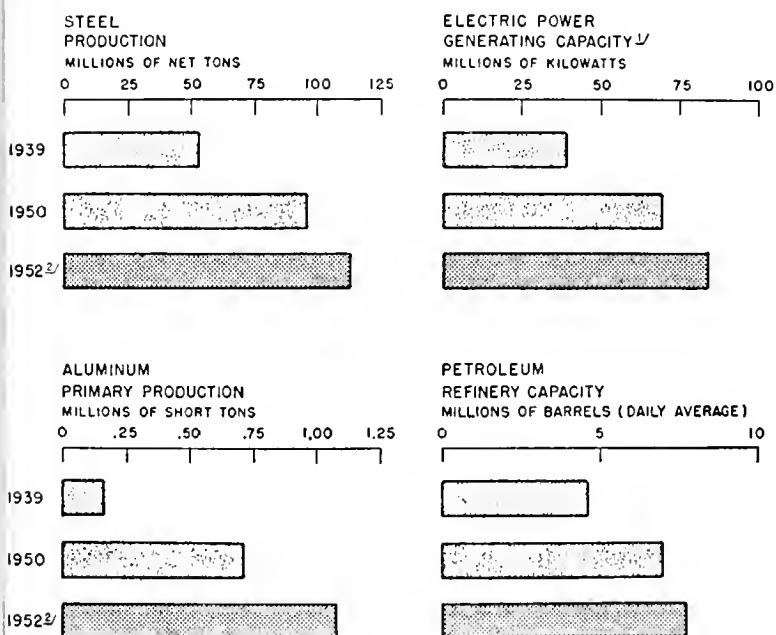 STEEL
PRODUCTION
MILLIONS OF NET TONS
0 25 50 75 100 125
1939
1950
1952 2/
ELECTRIC POWER
GENERATING CAPACITY 1/
MILLIONS OF KILOWATTS
0 25 50 75 100
ALUMINUM
PRIMARY PRODUCTION
MILLIONS OF SHORT TONS
0 .25 .50 .75 1.00 1.25
1939
1950
1952 2/
PETROLEUM
REFINERY CAPACITY
MILLIONS OF BARRELS (DAILY AVERAGE)
0 5 10